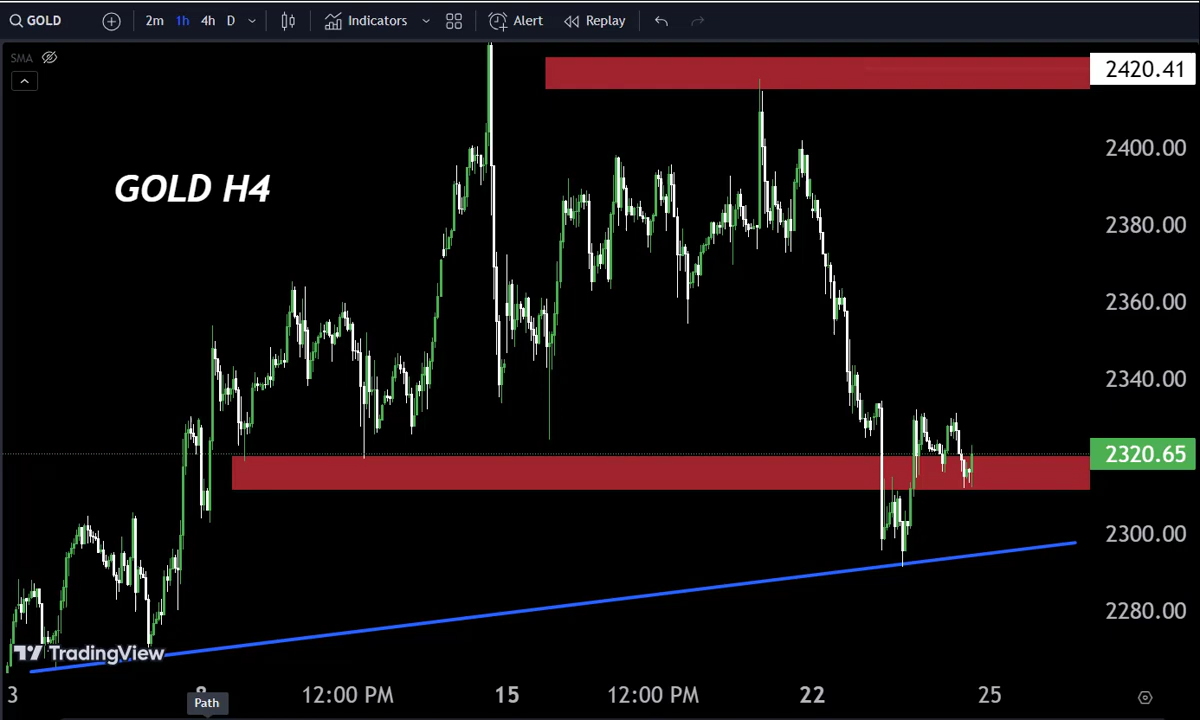 GOLD 2m 1h 4h D Indicators Alert Replay
SMA
2420.41
2400.00
GOLD H4
2380.00
2360.00
2340.00
2320.65
2300.00
2280.00
TradingView
3 12:00 PM 15 12:00 PM 22 25
Path